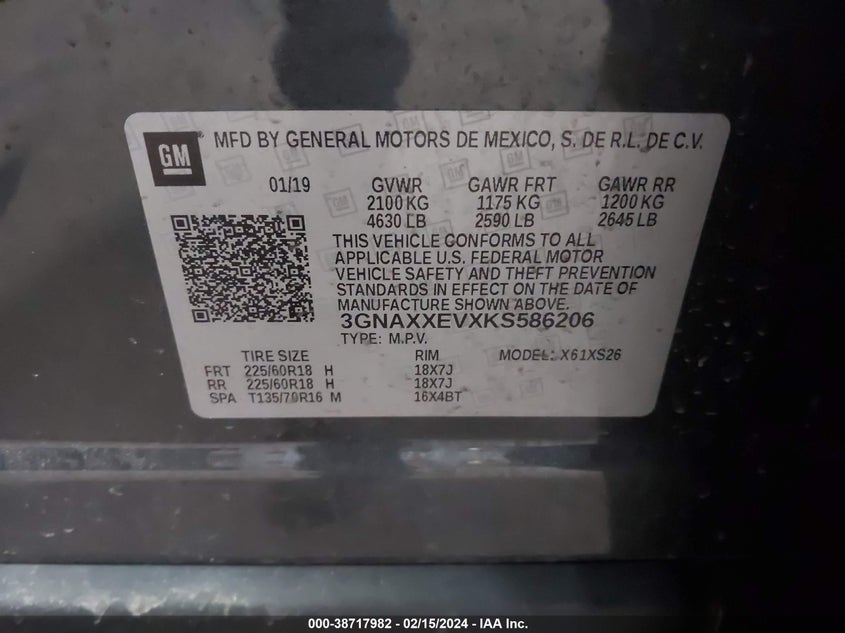 GM
MFD BY GENERAL MOTORS DE MEXICO, S. DE R.L. DE C.V.
01/19 GVWR GAWR FRT GAWR RR
2100 KG 1175 KG 1200 KG
4630 LB 2590 LB 2645 LB
THIS VEHICLE CONFORMS TO ALL
APPLICABLE U.S. FEDERAL MOTOR
VEHICLE SAFETY AND THEFT PREVENTION
STANDARDS IN EFFECT ON THE DATE OF
MANUFACTURE SHOWN ABOVE.
3GNAXXEVXKS586206
TYPE: M.P.V.
TIRE SIZE RIM MODEL: X61XS26
FRT 225/60R18 H 18X7J
RR 225/60R18 H 18X7J
SPA T135/70R16 M 16X4BT
000-38717982 - 02/15/2024 - IAA Inc.